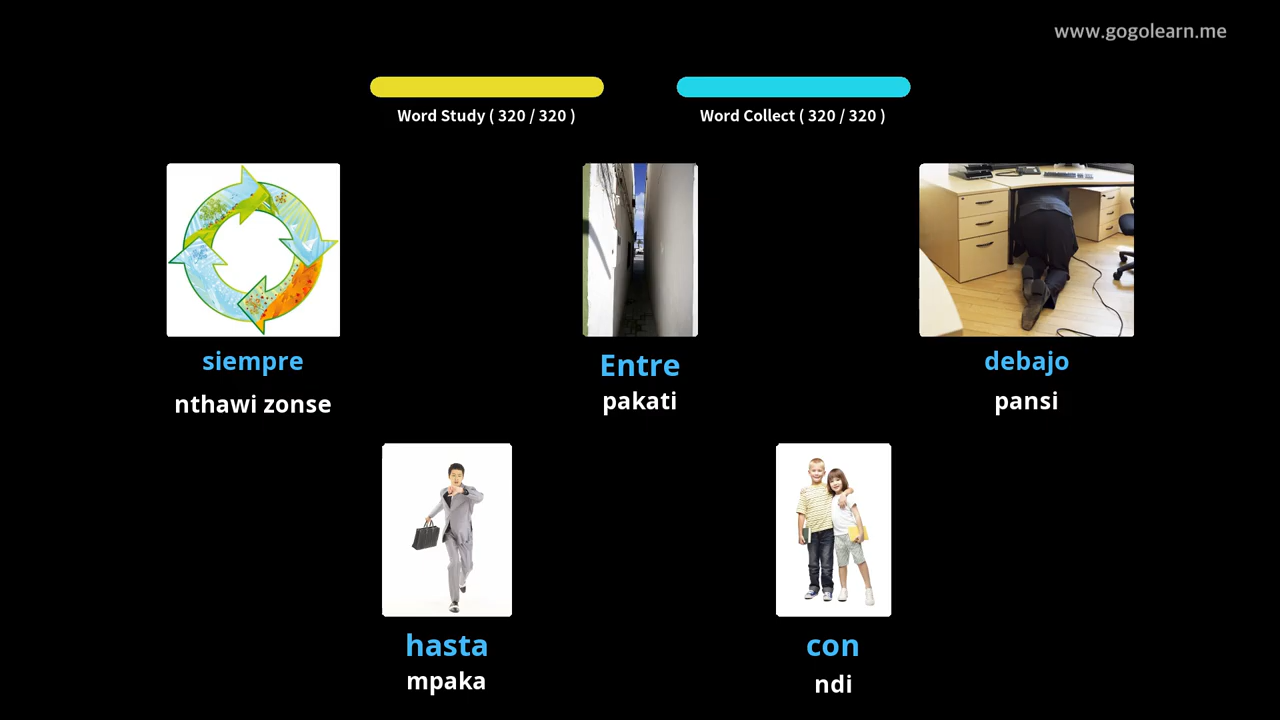 www.gogolearn.me
Word Study ( 320 / 320 )
Word Collect ( 320 / 320 )
siempre
nthawi zonse
Entre
pakati
debajo
pansi
hasta
mpaka
con
ndi